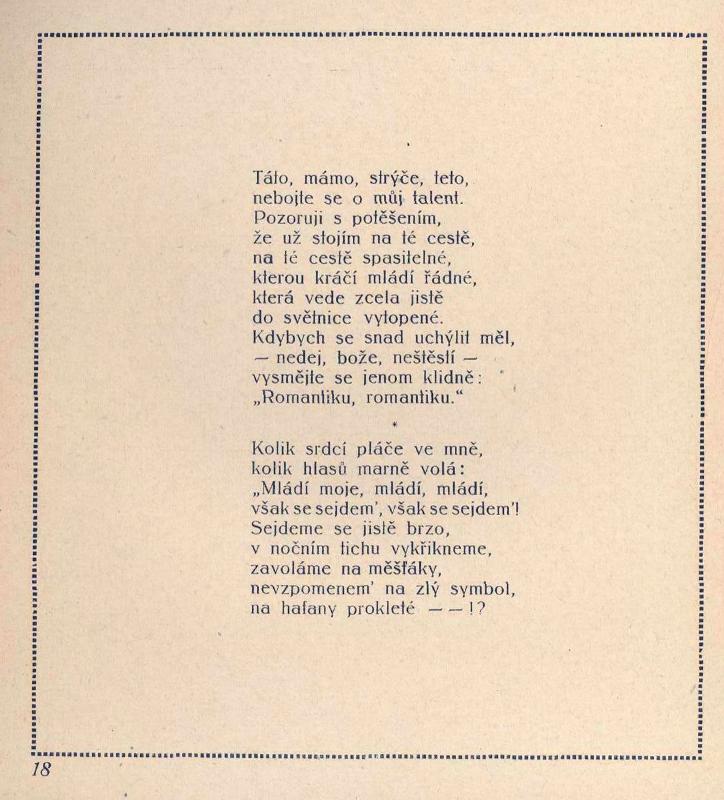 Táto, mámo, strýče, teto,
nebojte se o můj talent.
Pozoruji s potěšením,
že už stojím na té cestě,
na té cestě spasitelné,
kterou kráčí mládí řádné,
která vede zcela jistě
do světnice vytopené.
Kdybych se snad uchýlit měl,
— nedej, bože, neštěstí —
vysmějte se jenom klidně:
„Romantiku, romantiku.“
*
Kolik srdcí pláče ve mně,
kolik hlasů marně volá:
„Mládí moje, mládí, mládí,
však se sejdem', však se sejdem'!
Sejdeme se jistě brzo,
v nočním tichu vykřikneme,
zavoláme na měšťáky,
nevzpomenem' na zlý symbol,
na hafany prokleté — — !?
18